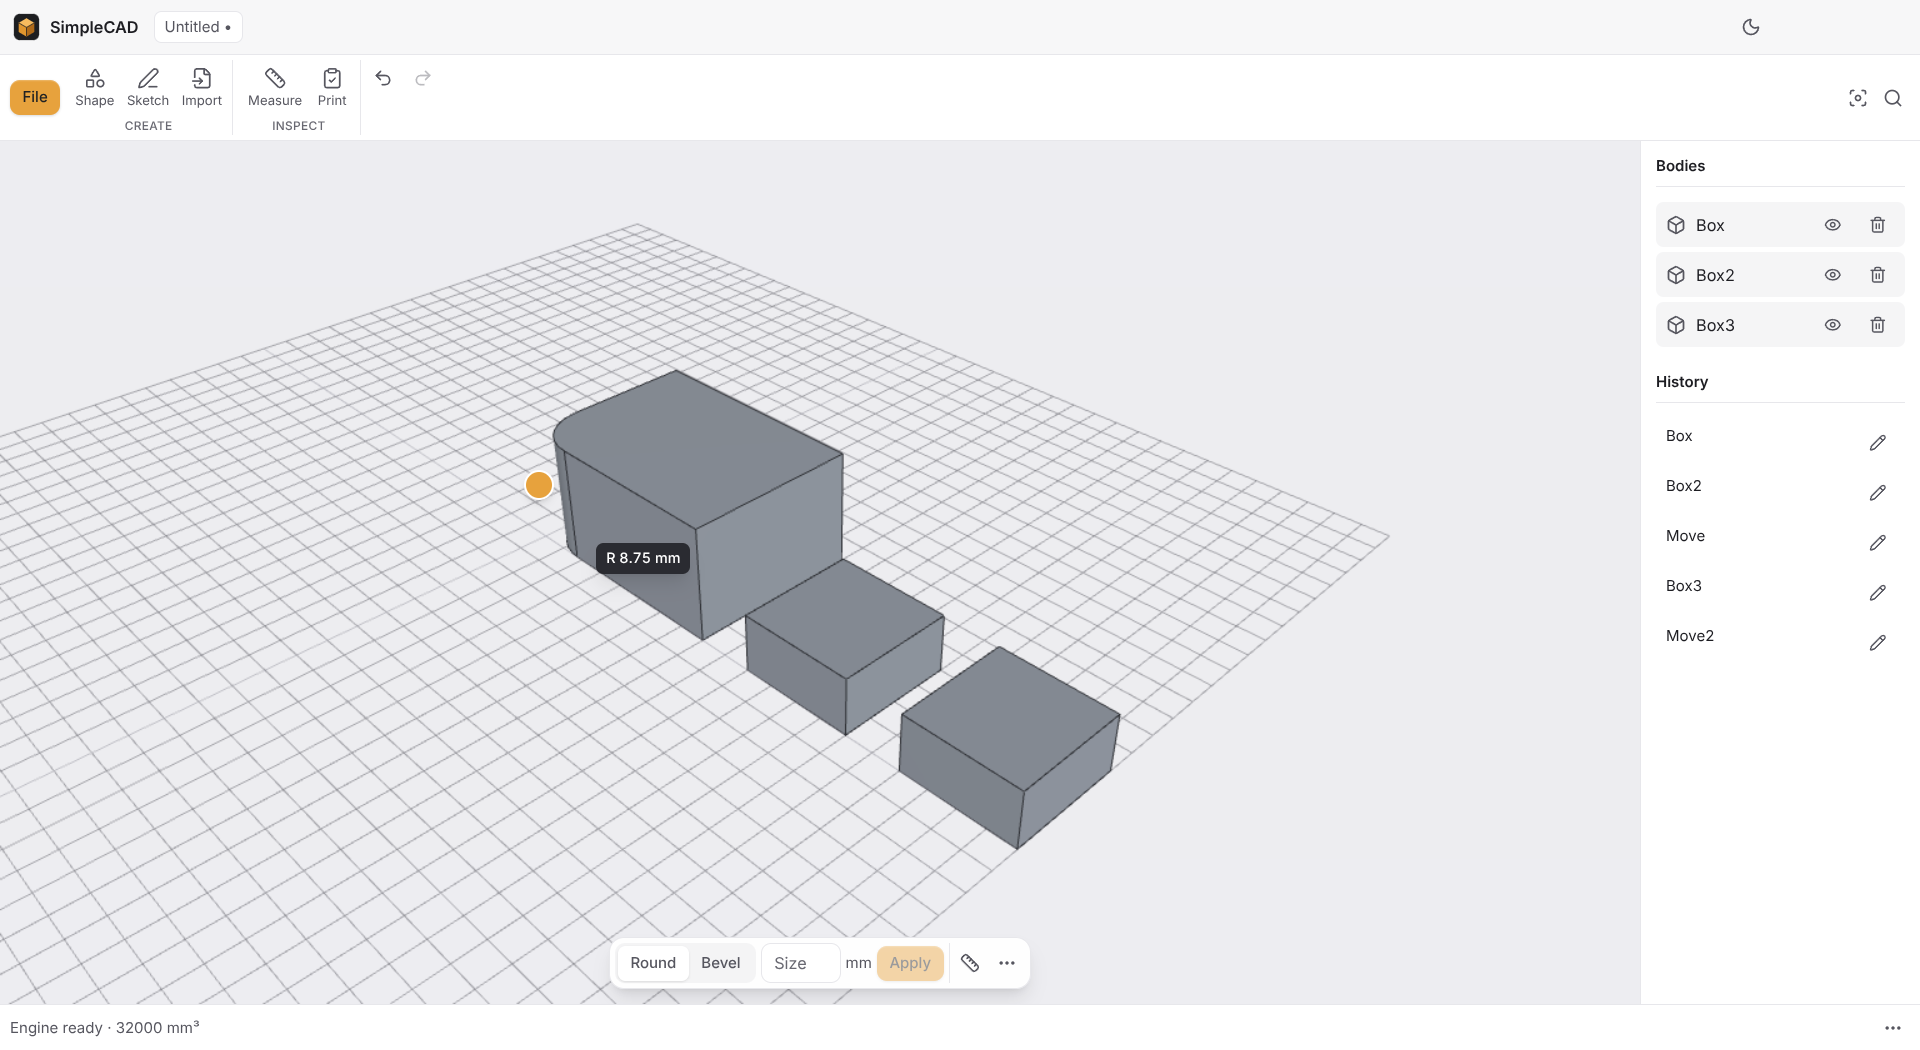 SimpleCAD
Untitled •
File
Shape
Sketch
Import
CREATE
Measure
Print
INSPECT
Bodies
Box
Box2
Box3
History
Box
Box2
Move
Box3
Move2
R 8.75 mm
Round
Bevel
Size
mm
Apply
Engine ready · 32000 mm³